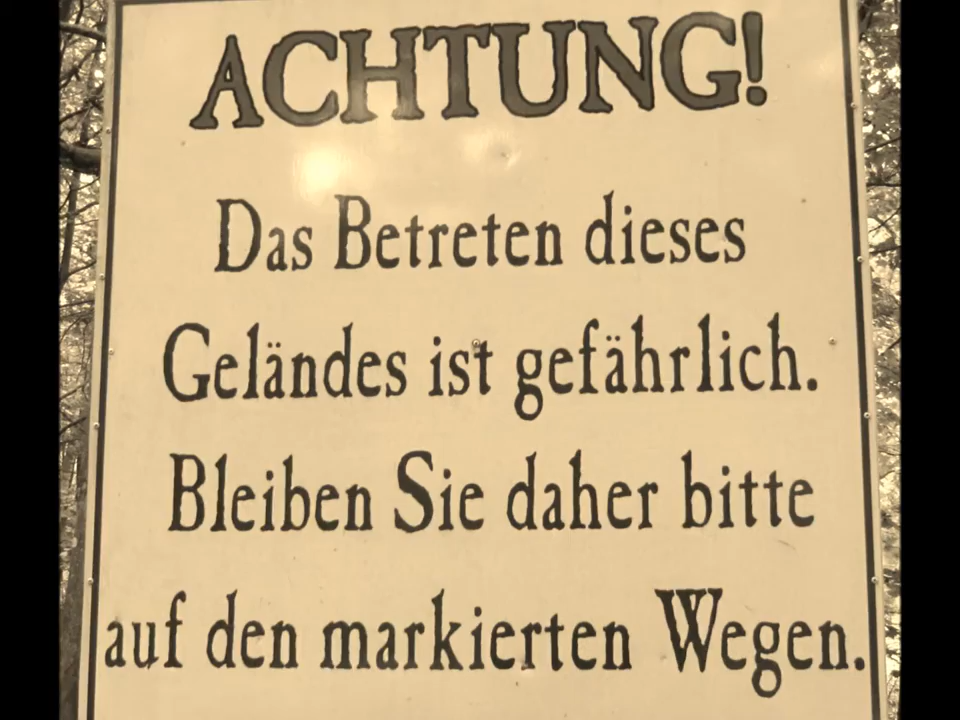 ACHTUNG!
Das Betreten dieses
Geländes ist gefährlich.
Bleiben Sie daher bitte
auf den markierten Wegen.